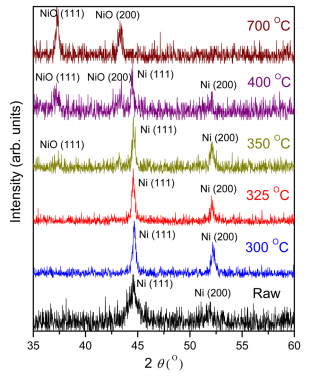 NiO (111)
NiO (200)
700 °C
NiO (111)
NiO (200)
Ni (111)
Ni (200)
400 °C
NiO (111)
Ni (111)
Ni (200)
350 °C
Ni (111)
Ni (200)
325 °C
Ni (111)
Ni (200)
300 °C
Ni (111)
Ni (200)
Raw
Intensity (arb. units)
35 40 45 50 55 60
2 θ (°)